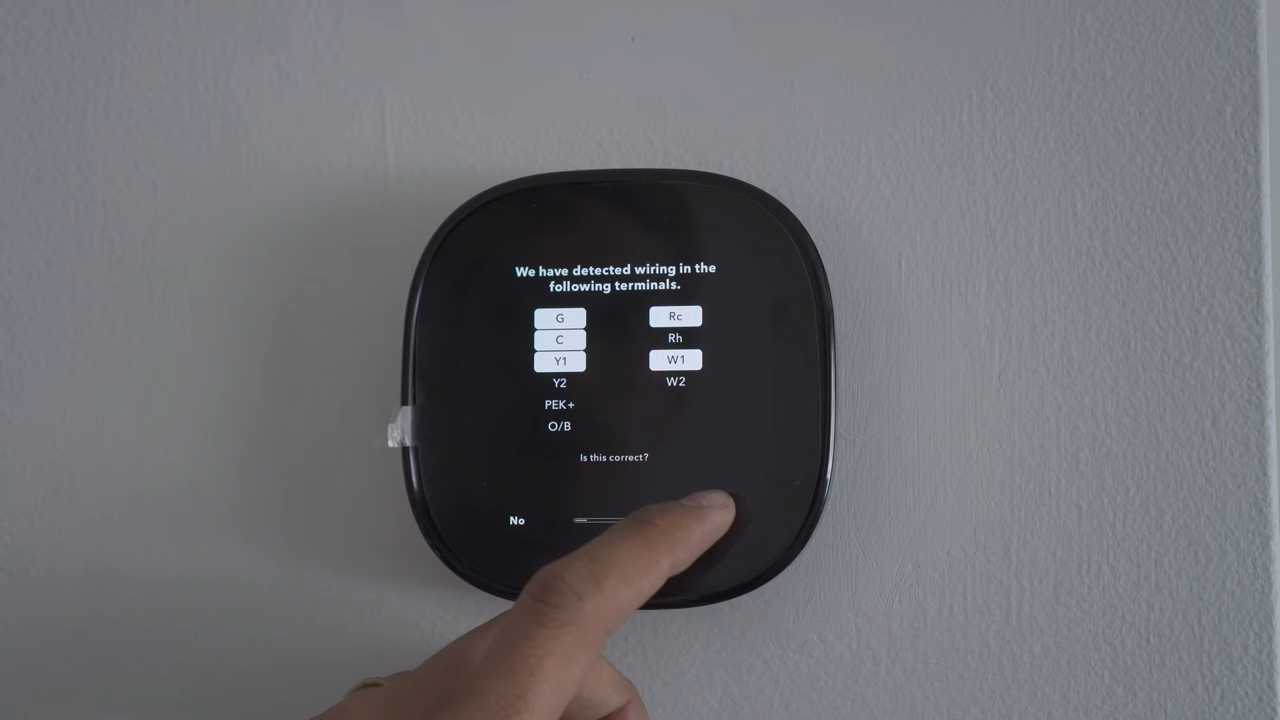 We have detected wiring in the
following terminals.
G
Rc
C
Rh
Y1
W1
Y2
W2
PEK+
O/B
Is this correct?
No